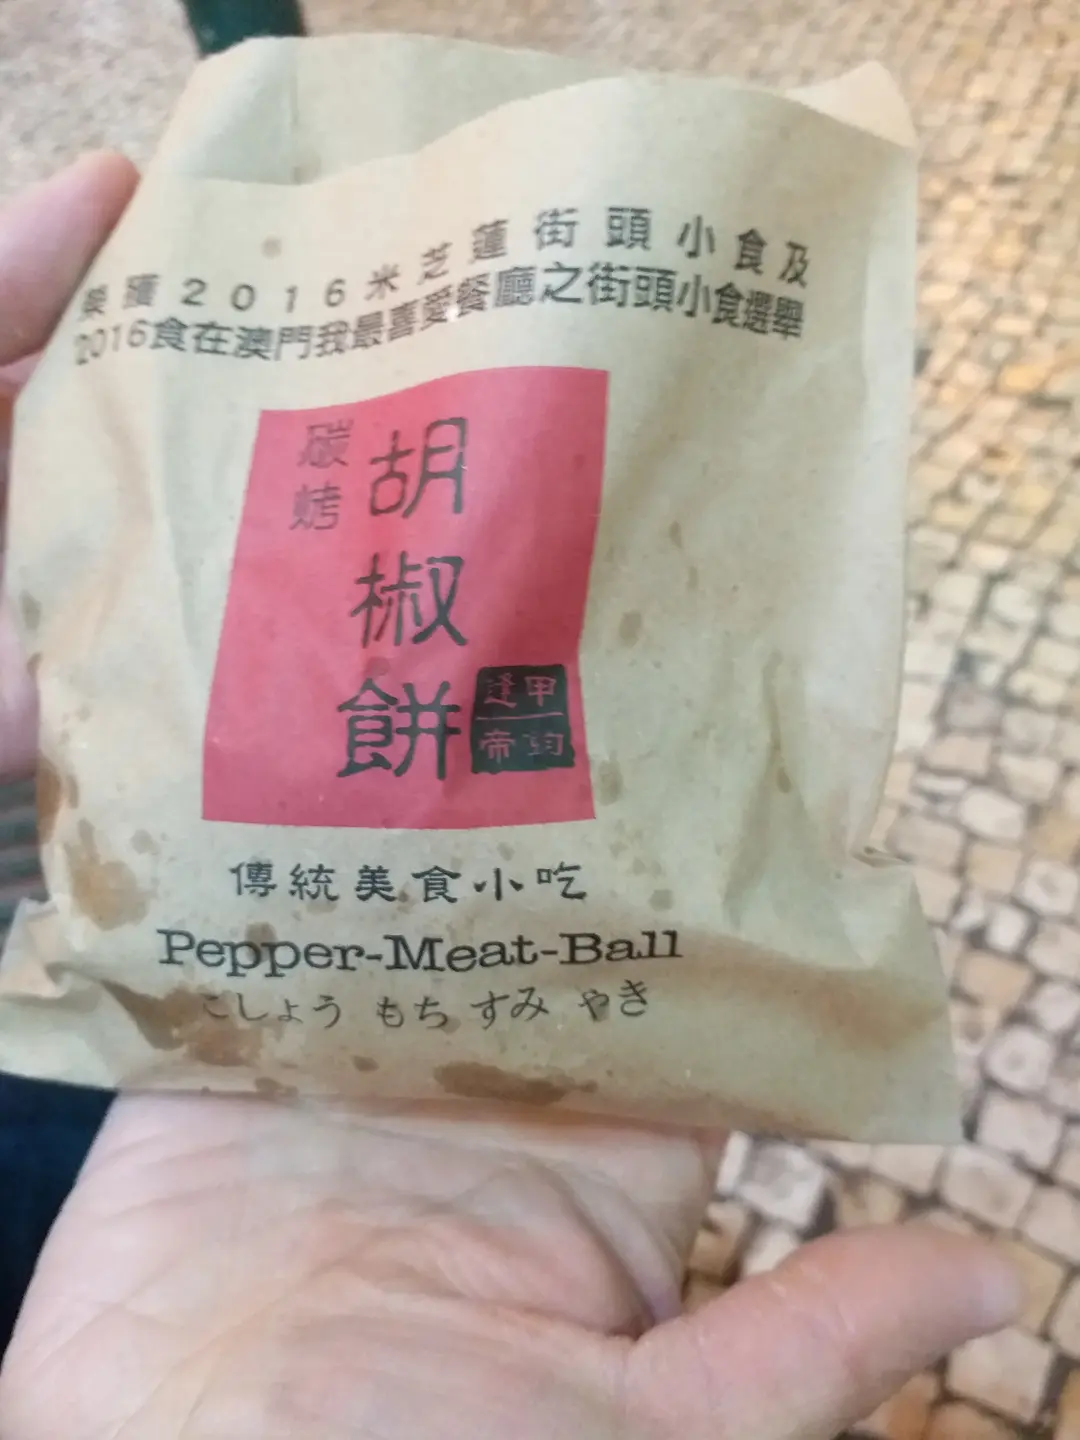 榮獲2016米芝蓮街頭小食及
2016食在澳門我最喜愛餐廳之街頭小食選舉
碳烤
胡椒餅
逢甲
帝鈞
傳統美食小吃
Pepper-Meat-Ball
こしょう もち すみ やき